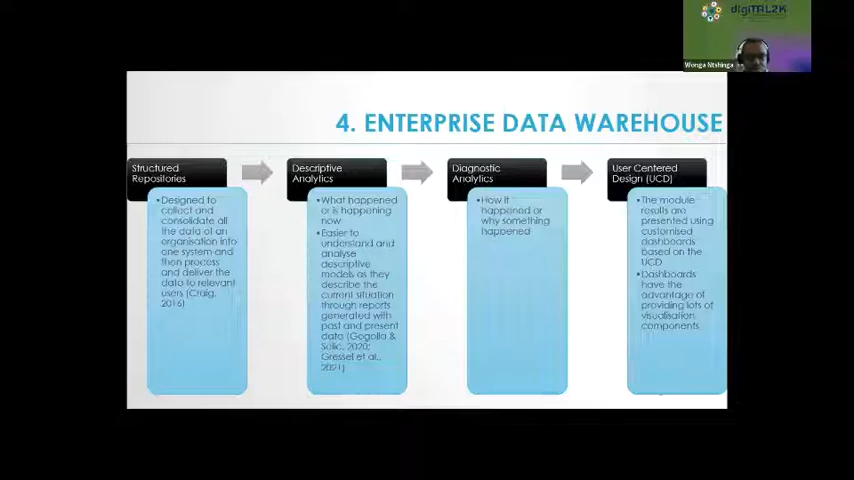 digiTAL2K
Wonga Ntshinga
4. ENTERPRISE DATA WAREHOUSE
Structured
Repositories
•Designed to
collect and
consolidate all
the data of an
organisation into
one system and
then process
and deliver the
data to relevant
users (Craig,
2016)
Descriptive
Analytics
•What happened
or is happening
now
•Easier to
understand and
analyse
descriptive
models as they
describe the
current situation
through reports
generated with
past and present
data (Gogolla &
2020;
Gressel et al.,
2021)
Diagnostic
Analytics
•How it
happened or
why something
happened
User Centered
Design (UCD)
•The module
results are
presented using
customised
dashboards
based on the
UCD
•Dashboards
have the
advantage of
providing lots of
visualisation
components